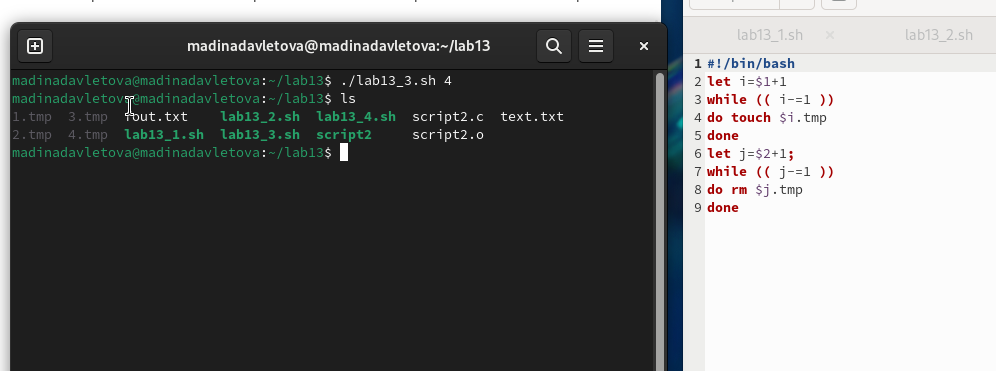 madinadavletova@madinadavletova:~/lab13
madinadavletova@madinadavletova:~/lab13$ ./lab13_3.sh 4
madinadavletova@madinadavletova:~/lab13$ ls
1.tmp 3.tmp out.txt lab13_2.sh lab13_4.sh script2.c text.txt
2.tmp 4.tmp lab13_1.sh lab13_3.sh script2 script2.o
madinadavletova@madinadavletova:~/lab13$
lab13_1.sh × lab13_2.sh
1 #!/bin/bash
2 let i=$1+1
3 while (( i-=1 ))
4 do touch $i.tmp
5 done
6 let j=$2+1;
7 while (( j-=1 ))
8 do rm $j.tmp
9 done